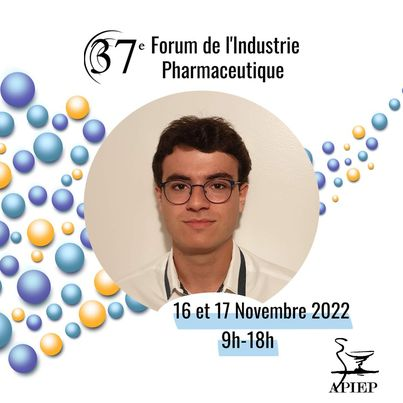 37e Forum de l'Industrie
Pharmaceutique
16 et 17 Novembre 2022
9h-18h
APIEP